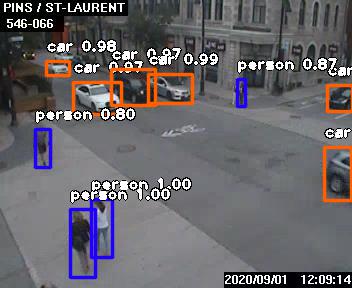 PINS / ST-LAURENT
546-066
car 0.98
car 0.97
car 0.97
car 0.99
person 0.87
car
person 0.80
car
person 1.00
person 1.00
2020/09/01 12:09:14